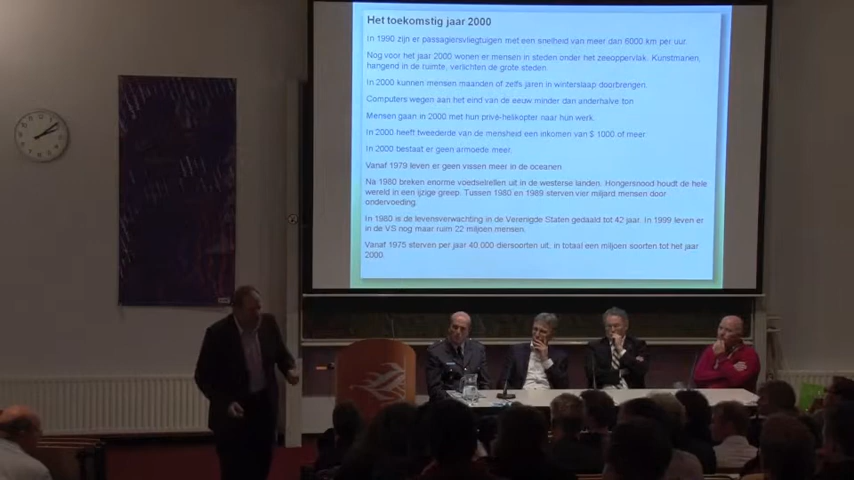 Het toekomstig jaar 2000
In 1990 zijn er passagiersvliegtuigen met een snelheid van meer dan 6000 km per uur.
Nog voor het jaar 2000 wonen er mensen in steden onder het zeeoppervlak. Kunstmanen,
hangend in de ruimte, verlichten de grote steden.
In 2000 kunnen mensen maanden of zelfs jaren in winterslaap doorbrengen.
Computers wegen aan het eind van de eeuw minder dan anderhalve ton
Mensen gaan in 2000 met hun privé-helikopter naar hun werk.
In 2000 heeft tweederde van de mensheid een inkomen van $ 1000 of meer.
In 2000 bestaat er geen armoede meer.
Vanaf 1979 leven er geen vissen meer in de oceanen
Na 1980 breken enorme voedselrellen uit in de westerse landen. Hongersnood houdt de hele
wereld in een ijzige greep. Tussen 1980 en 1989 sterven vier miljard mensen door
ondervoeding.
In 1980 is de levensverwachting in de Verenigde Staten gedaald tot 42 jaar. In 1999 leven er
in de VS nog maar ruim 22 miljoen mensen.
Vanaf 1975 sterven per jaar 40.000 diersoorten uit, in totaal een miljoen soorten tot het jaar
2000.